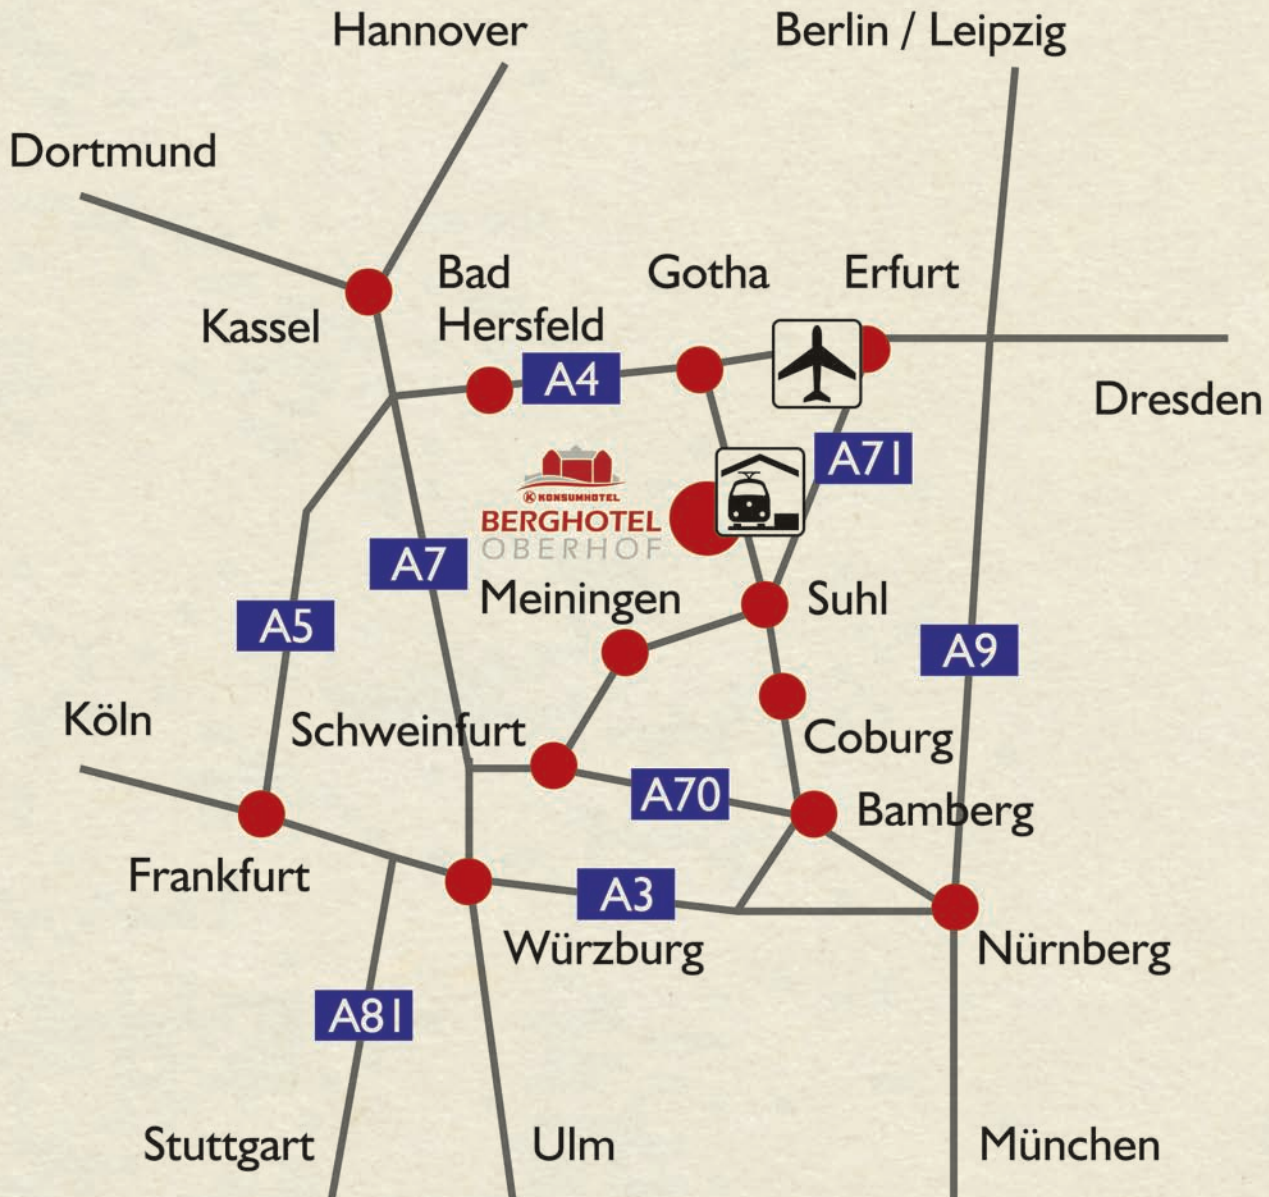 Hannover
Berlin / Leipzig
Dortmund
Bad
Hersfeld
Gotha
Erfurt
Kassel
A4
Dresden
A71
K KONSUMHOTEL
BERGHOTEL
OBERHOF
A7
Meiningen
Suhl
A5
A9
Köln
Schweinfurt
Coburg
A70
Bamberg
Frankfurt
A3
Würzburg
Nürnberg
A81
Stuttgart
Ulm
München